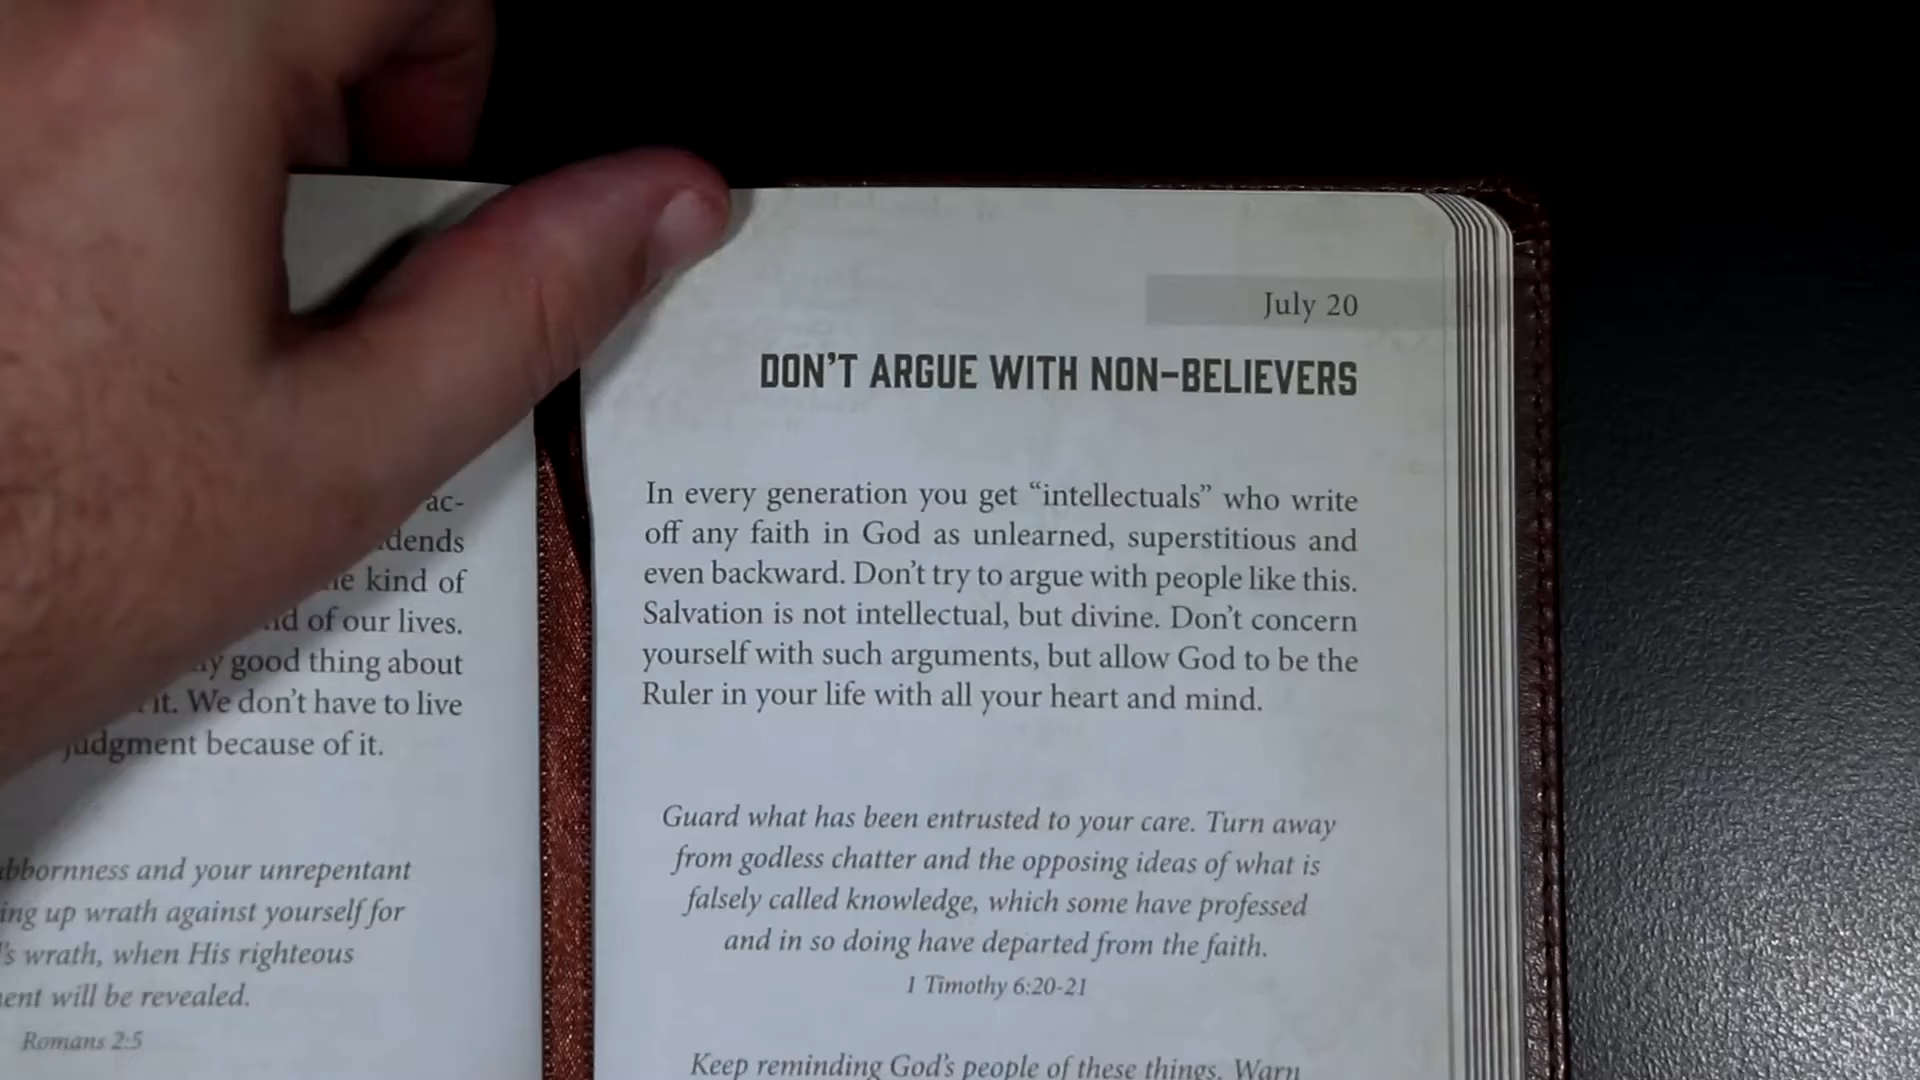 ac-
kind of
of our lives.
good thing about
it. We don't have to live
judgment because of it.
and your unrepentant
up wrath against yourself for
wrath, when His righteous
will be revealed.
Romans 2:5
July 20
DON'T ARGUE WITH NON-BELIEVERS
In every generation you get “intellectuals” who write
off any faith in God as unlearned, superstitious and
even backward. Don't try to argue with people like this.
Salvation is not intellectual, but divine. Don't concern
yourself with such arguments, but allow God to be the
Ruler in your life with all your heart and mind.
Guard what has been entrusted to your care. Turn away
from godless chatter and the opposing ideas of what is
falsely called knowledge, which some have professed
and in so doing have departed from the faith.
1 Timothy 6:20-21
Keep reminding God's people of these things. Warn